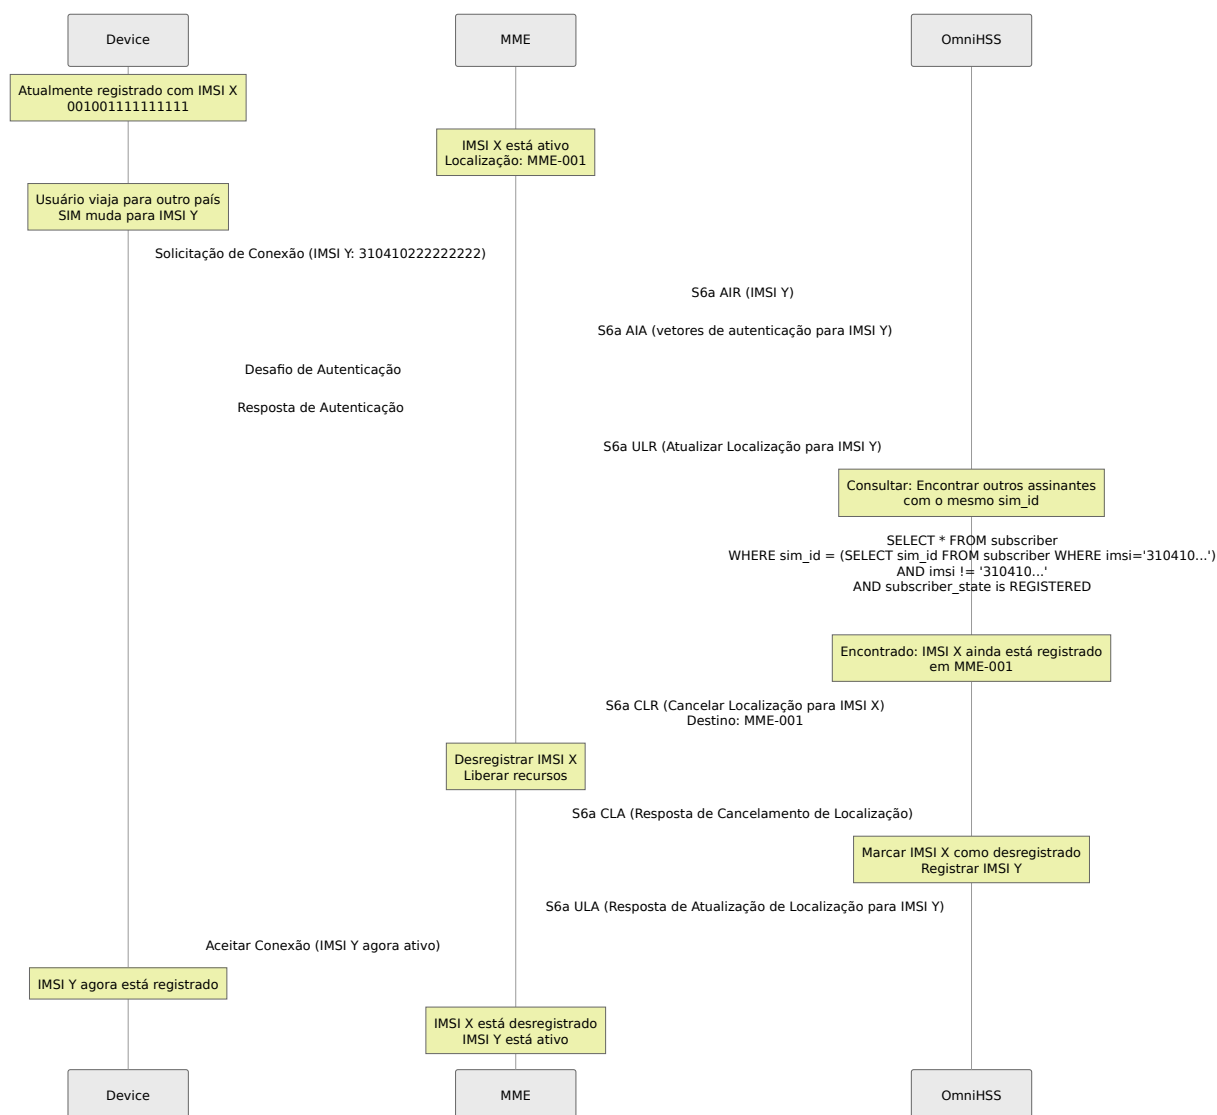 Device
MME
OmniHSS
Atualmente registrado com IMSI X
001001111111111
IMSI X está ativo
Localização: MME-001
Usuário viaja para outro país
SIM muda para IMSI Y
Solicitação de Conexão (IMSI Y: 310410222222222)
S6a AIR (IMSI Y)
S6a AIA (vetores de autenticação para IMSI Y)
Desafio de Autenticação
Resposta de Autenticação
S6a ULR (Atualizar Localização para IMSI Y)
Consultar: Encontrar outros assinantes
com o mesmo sim_id
SELECT * FROM subscriber
WHERE sim_id = (SELECT sim_id FROM subscriber WHERE imsi='310410...')
AND imsi != '310410...'
AND subscriber_state is REGISTERED
Encontrado: IMSI X ainda está registrado
em MME-001
S6a CLR (Cancelar Localização para IMSI X)
Destino: MME-001
Desregistrar IMSI X
Liberar recursos
S6a CLA (Resposta de Cancelamento de Localização)
Marcar IMSI X como desregistrado
Registrar IMSI Y
S6a ULA (Resposta de Atualização de Localização para IMSI Y)
Aceitar Conexão (IMSI Y agora ativo)
IMSI Y agora está registrado
IMSI X está desregistrado
IMSI Y está ativo
Device
MME
OmniHSS